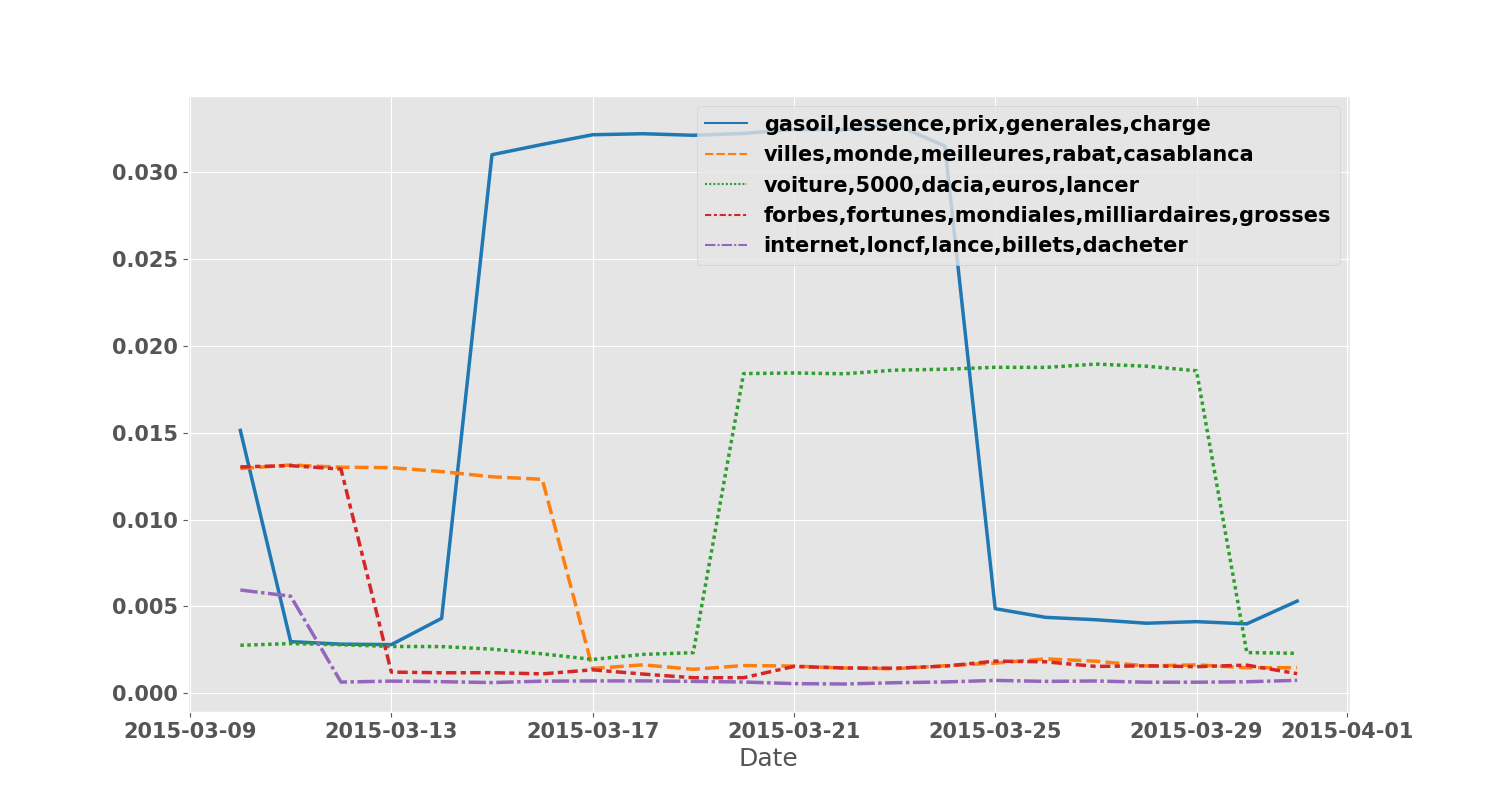 gasoil,lessence,prix,generales,charge
villes,monde,meilleures,rabat,casablanca
voiture,5000,dacia,euros,lancer
forbes,fortunes,mondiales,milliardaires,grosses
internet,loncf,lance,billets,dacheter
0.030
0.025
0.020
0.015
0.010
0.005
0.000
2015-03-09 2015-03-13 2015-03-17 2015-03-21 2015-03-25 2015-03-29 2015-04-01
Date